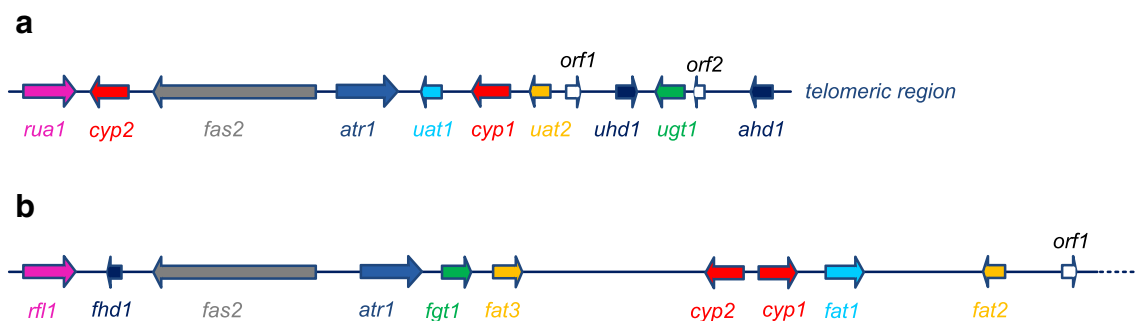 a
orf1
orf2
telomeric region
rua1 cyp2 fas2 atr1 uat1 cyp1 uat2 uhd1 ugt1 ahd1
b
orf1
rfl1 fhd1 fas2 atr1 fgt1 fat3 cyp2 cyp1 fat1 fat2